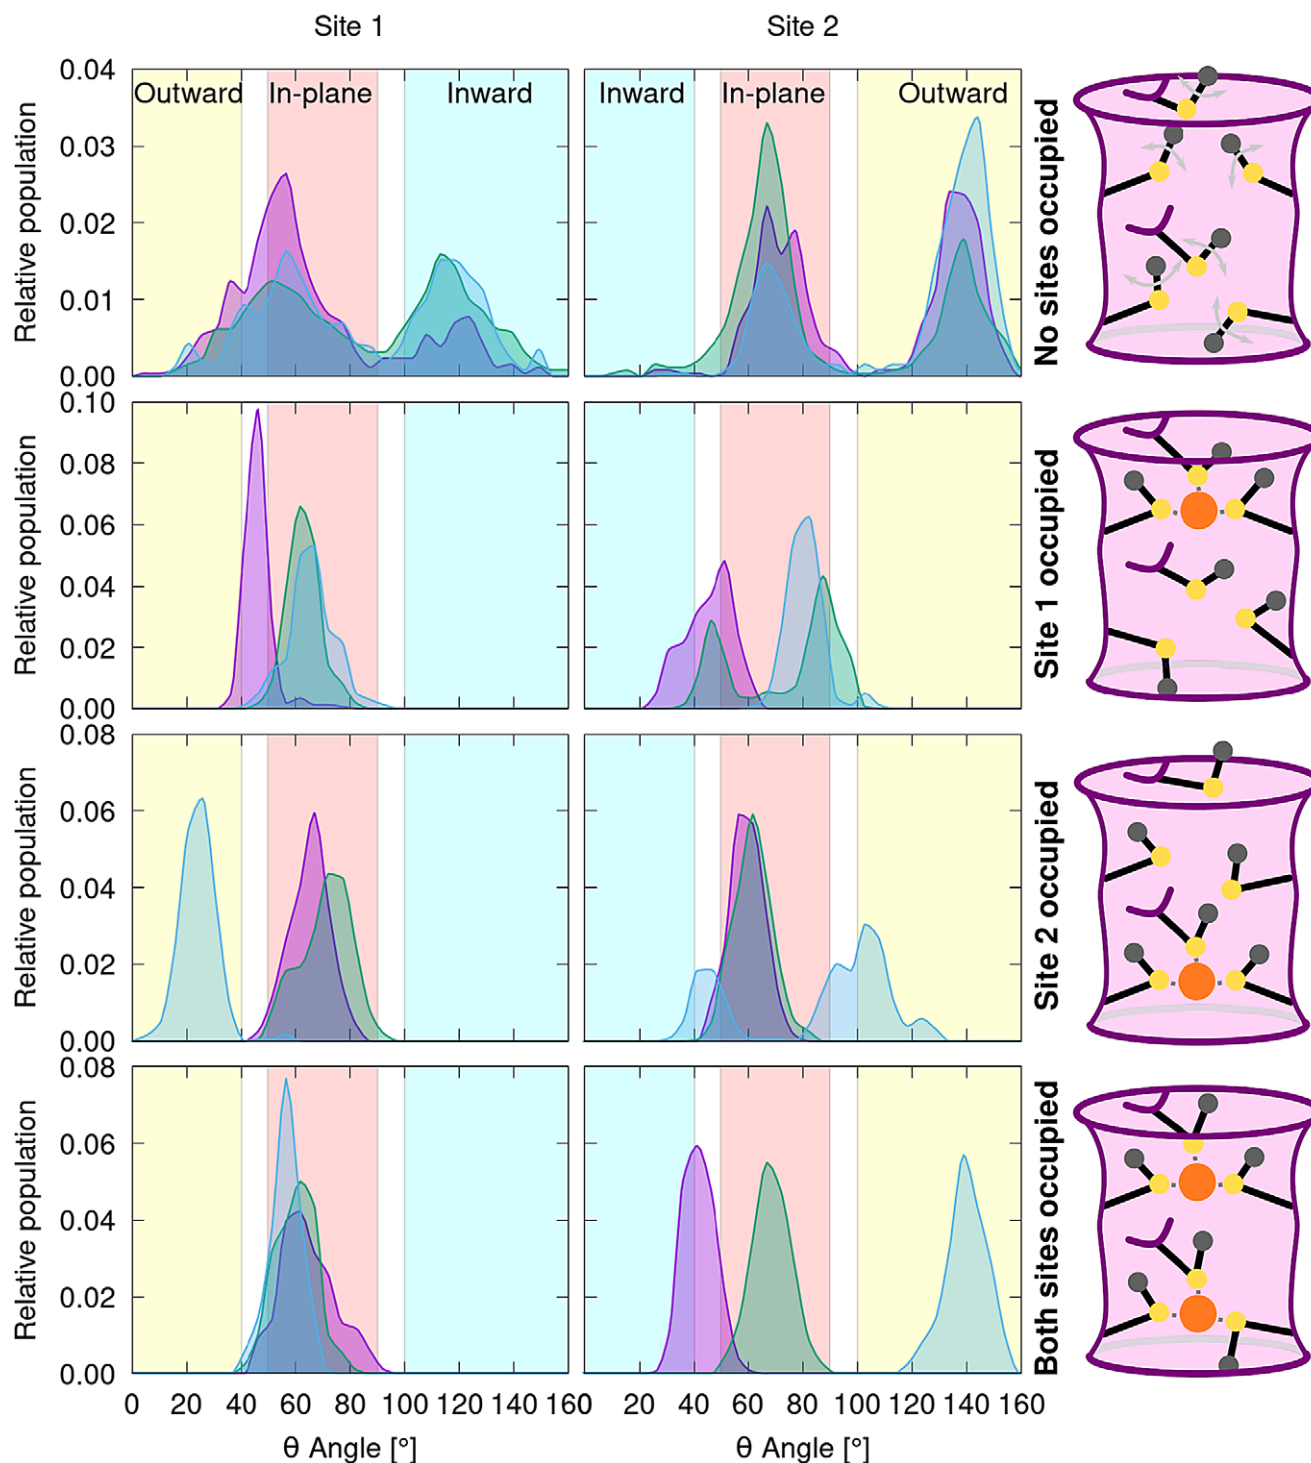 Site 1
Site 2
Outward
In-plane
Inward
Inward
In-plane
Outward
0.04
0.03
0.02
0.01
0.00
Relative population
No sites occupied
0.10
0.08
0.06
0.04
0.02
0.00
Relative population
Site 1 occupied
0.08
0.06
0.04
0.02
0.00
Relative population
Site 2 occupied
0.08
0.06
0.04
0.02
0.00
Relative population
Both sites occupied
0 20 40 60 80 100 120 140 160
20 40 60 80 100 120 140 160
θ Angle [°]
θ Angle [°]